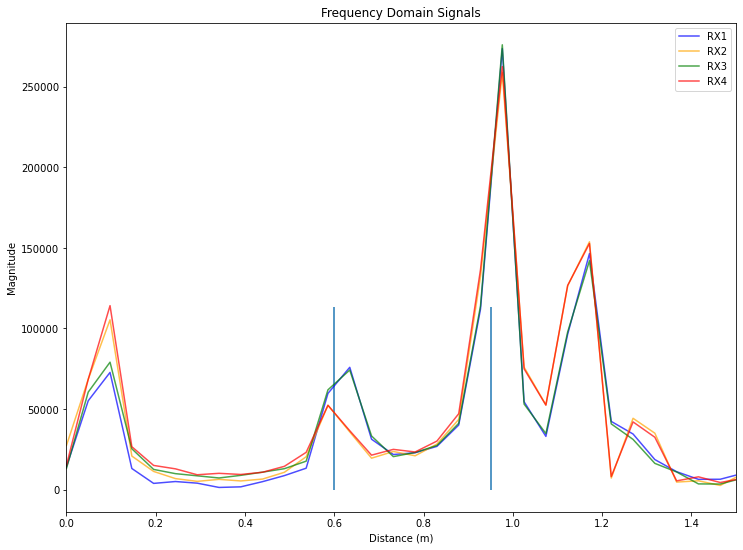 Frequency Domain Signals
RX1
RX2
RX3
RX4
Magnitude
250000
200000
150000
100000
50000
0
0.0 0.2 0.4 0.6 0.8 1.0 1.2 1.4
Distance (m)